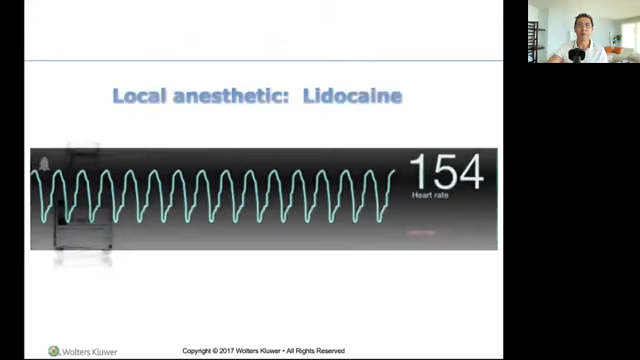 Local anesthetic: Lidocaine
154
Heart rate
Wolters Kluwer
Copyright © 2017 Wolters Kluwer • All Rights Reserved